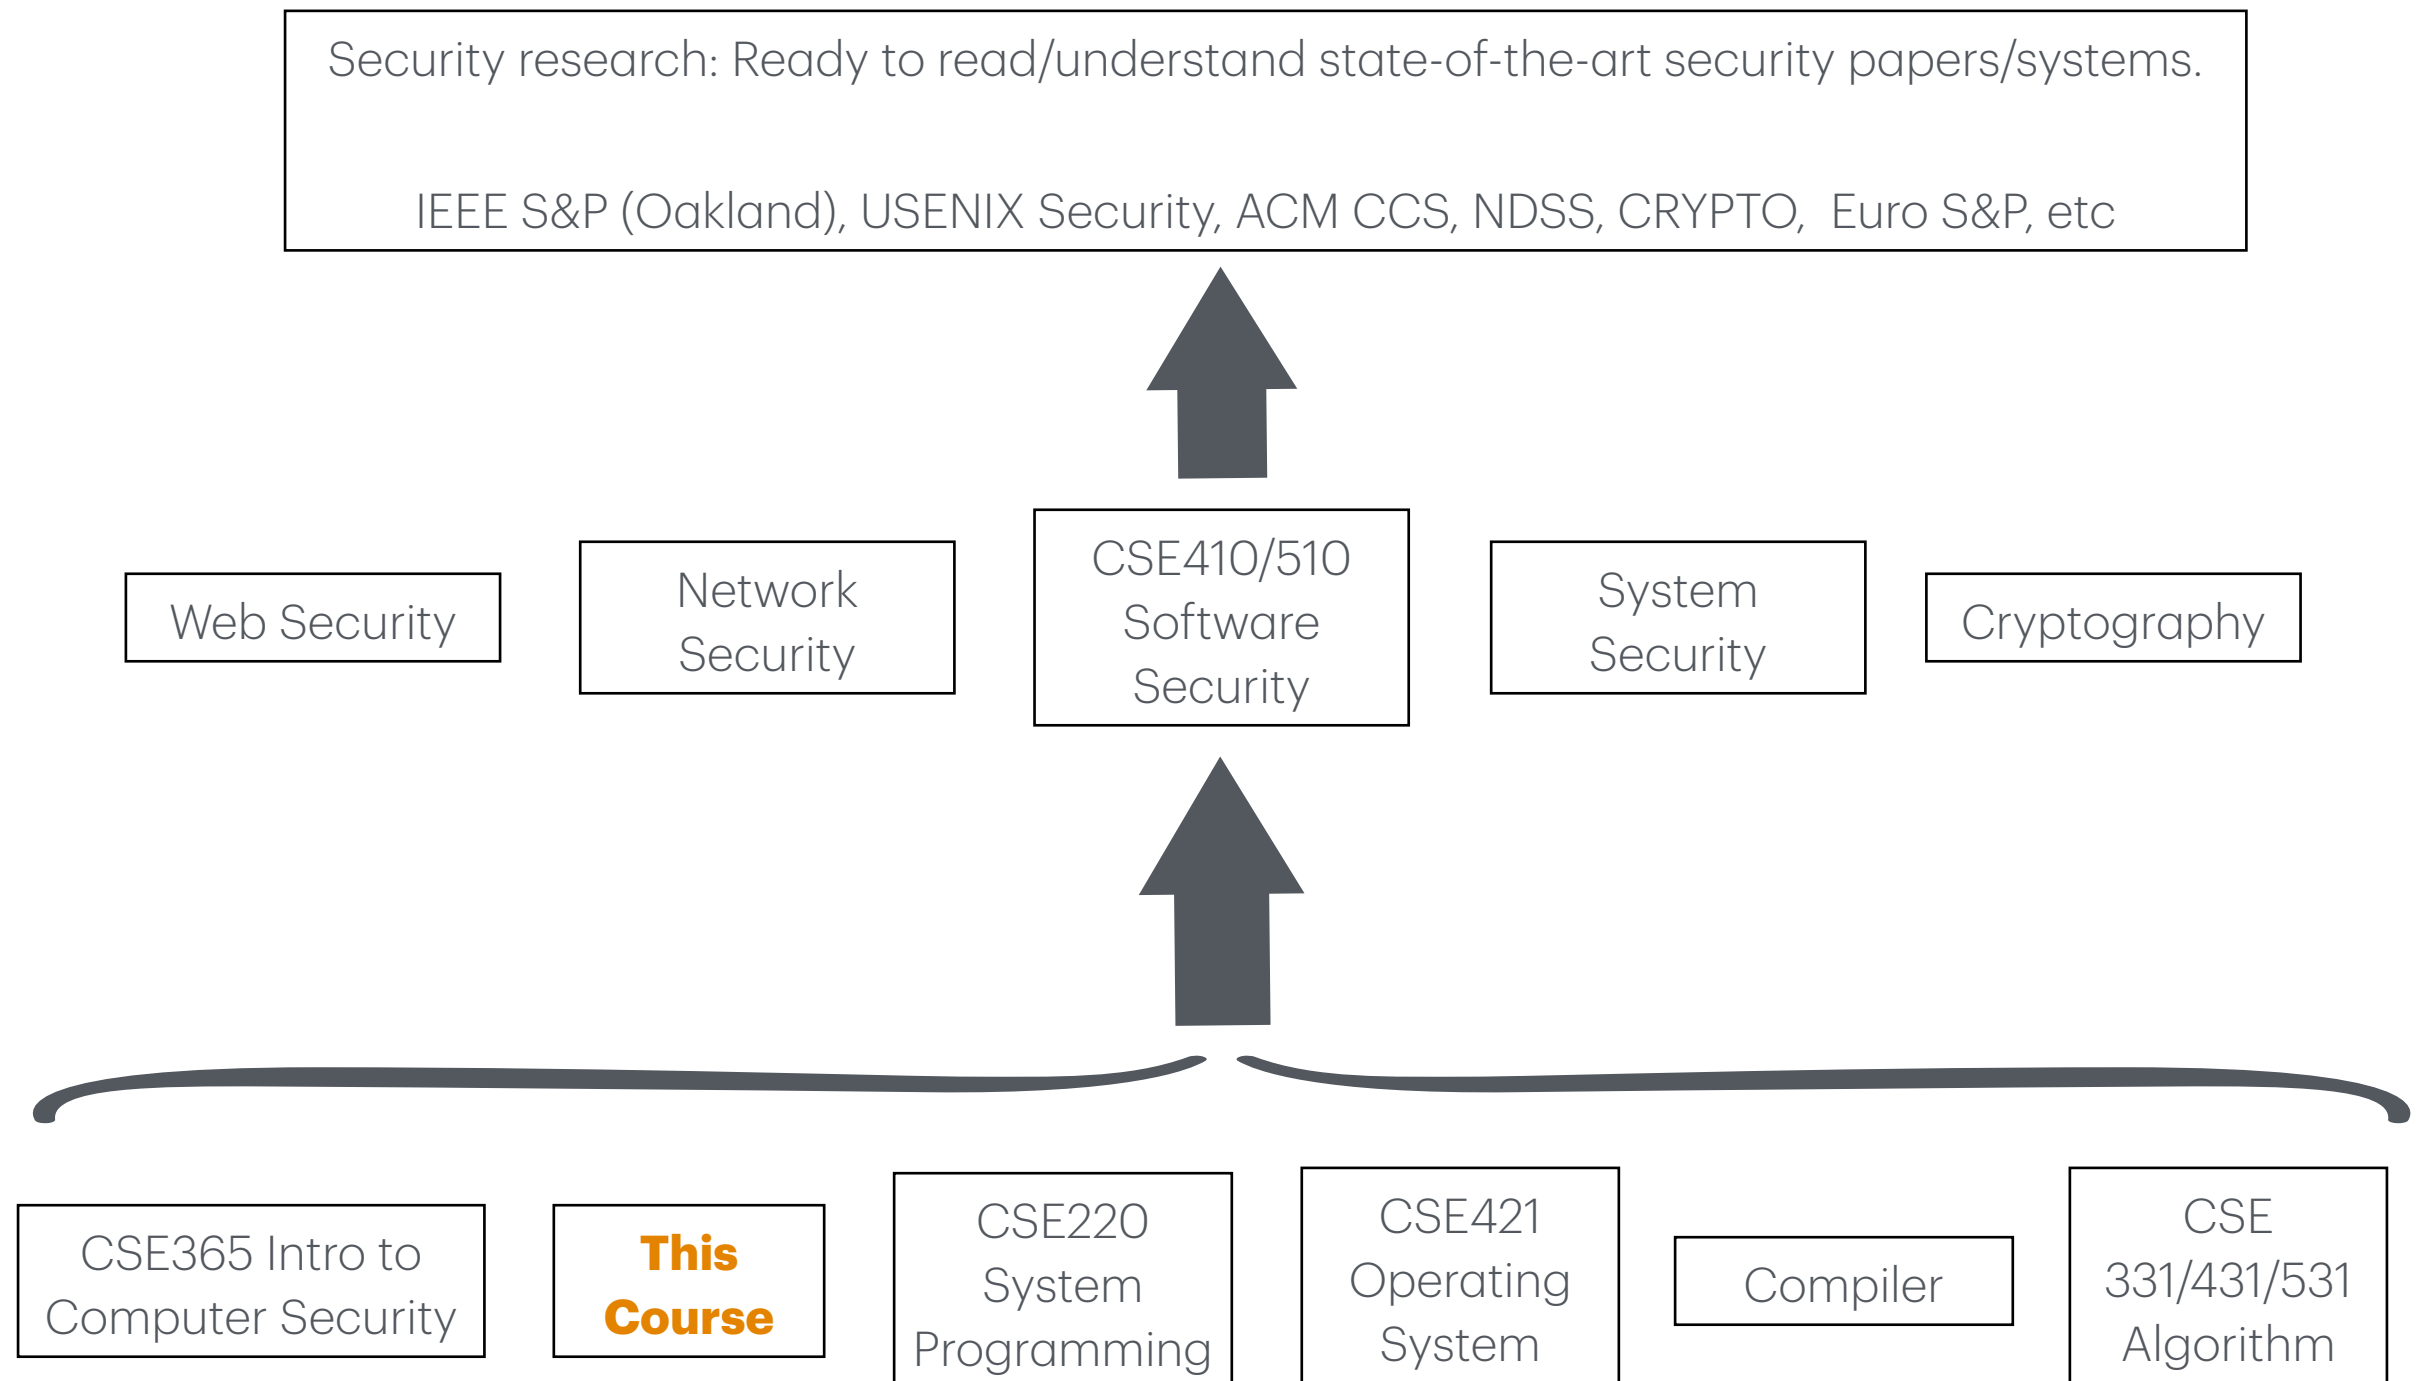 Security research: Ready to read/understand state-of-the-art security papers/systems.
IEEE S&P (Oakland), USENIX Security, ACM CCS, NDSS, CRYPTO,  Euro S&P, etc
Web Security
Network
Security
CSE410/510
Software
Security
System
Security
Cryptography
CSE365 Intro to
Computer Security
This
Course
CSE220
System
Programming
CSE421
Operating
System
Compiler
CSE
331/431/531
Algorithm